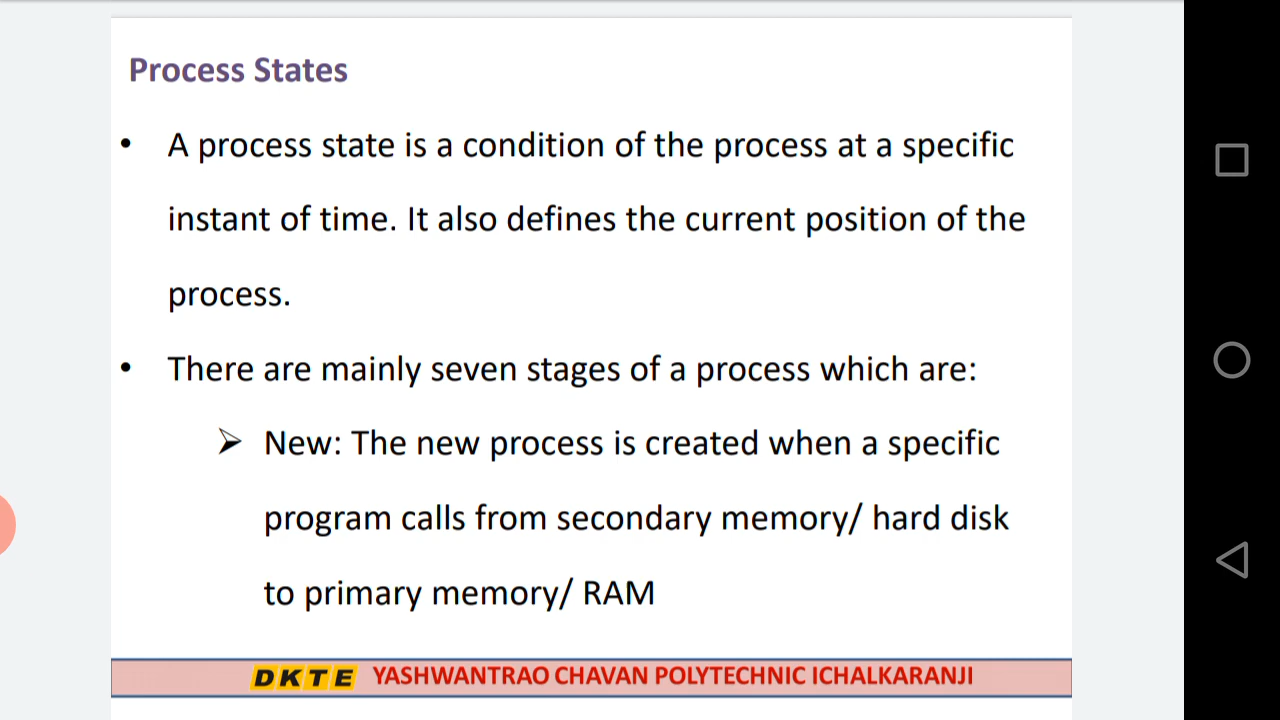 Process States
• A process state is a condition of the process at a specific
instant of time. It also defines the current position of the
process.
• There are mainly seven stages of a process which are:
➢ New: The new process is created when a specific
program calls from secondary memory/ hard disk
to primary memory/ RAM
DKTE YASHWANTRAO CHAVAN POLYTECHNIC ICHALKARANJI